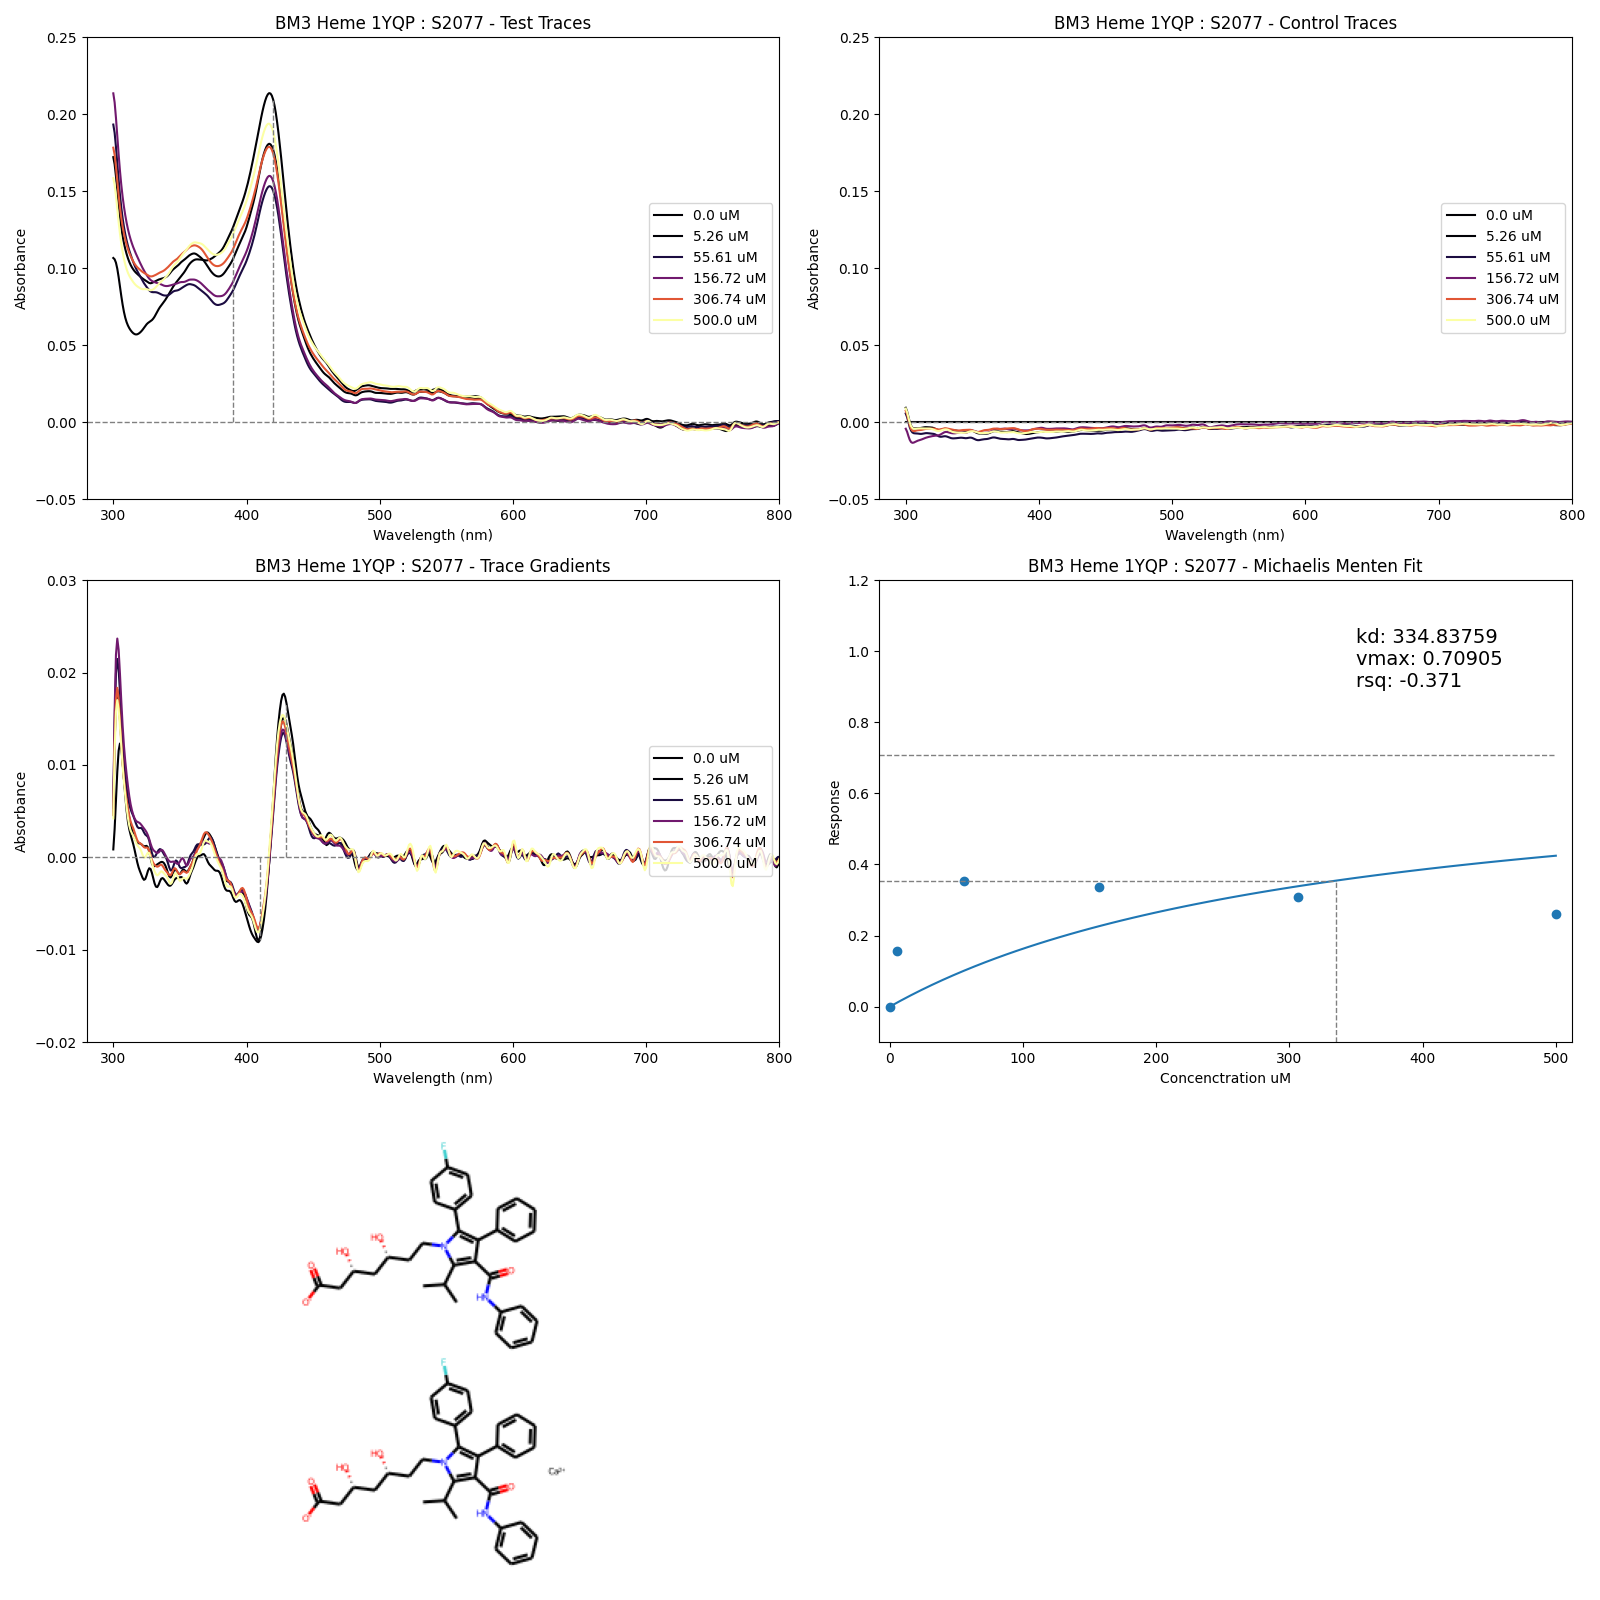 BM3 Heme 1YQP : S2077 - Test Traces
0.25
0.20
0.15
0.10
0.05
0.00
−0.05
Absorbance
300 400 500 600 700 800
Wavelength (nm)
0.0 uM
5.26 uM
55.61 uM
156.72 uM
306.74 uM
500.0 uM
BM3 Heme 1YQP : S2077 - Control Traces
0.25
0.20
0.15
0.10
0.05
0.00
−0.05
Absorbance
300 400 500 600 700 800
Wavelength (nm)
0.0 uM
5.26 uM
55.61 uM
156.72 uM
306.74 uM
500.0 uM
BM3 Heme 1YQP : S2077 - Trace Gradients
0.03
0.02
0.01
0.00
−0.01
−0.02
Absorbance
300 400 500 600 700 800
Wavelength (nm)
0.0 uM
5.26 uM
55.61 uM
156.72 uM
306.74 uM
500.0 uM
BM3 Heme 1YQP : S2077 - Michaelis Menten Fit
1.2
1.0
0.8
0.6
0.4
0.2
0.0
Response
0 100 200 300 400 500
Concenctration uM
kd: 334.83759
vmax: 0.70905
rsq: -0.371
F
HO
HO
N
O
O
O
HN
F
HO
HO
N
O
O
O
HN
Ca²⁺